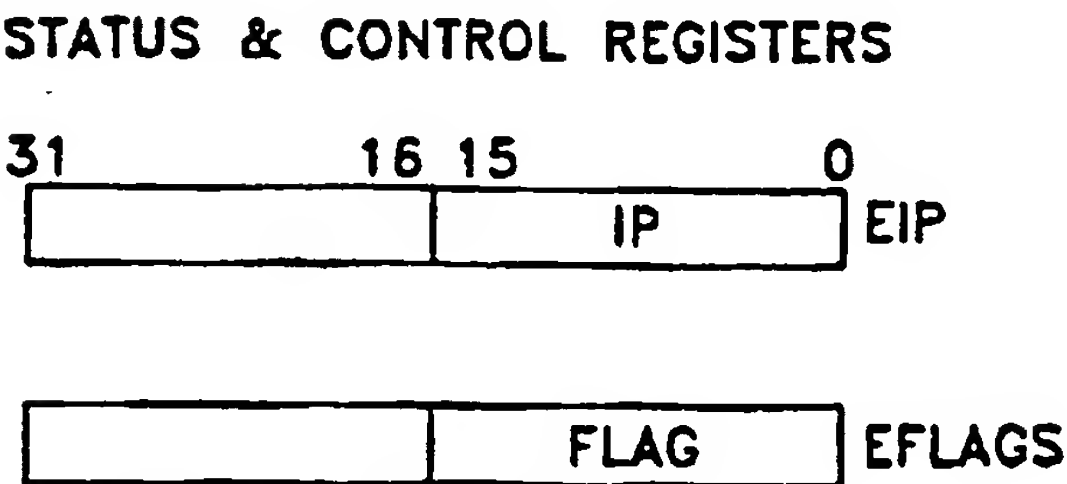 STATUS & CONTROL REGISTERS
31 16 15 0
IP EIP
FLAG EFLAGS